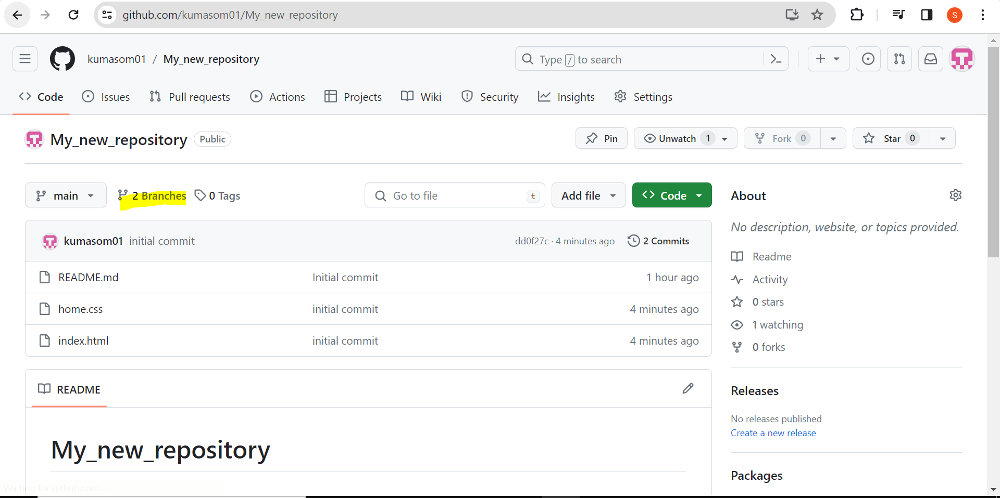 github.com/kumasom01/My_new_repository
S
kumasom01 / My_new_repository
Type / to search
Code Issues Pull requests Actions Projects Wiki Security Insights Settings
My_new_repository Public
Pin Unwatch 1 Fork 0 Star 0
main 2 Branches 0 Tags Go to file t Add file Code
kumasom01 initial commit dd0f27c · 4 minutes ago 2 Commits
README.md Initial commit 1 hour ago
home.css initial commit 4 minutes ago
index.html initial commit 4 minutes ago
README
My_new_repository
About
No description, website, or topics provided.
Readme
Activity
0 stars
1 watching
0 forks
Releases
No releases published
Create a new release
Packages
Waiting for github.com...